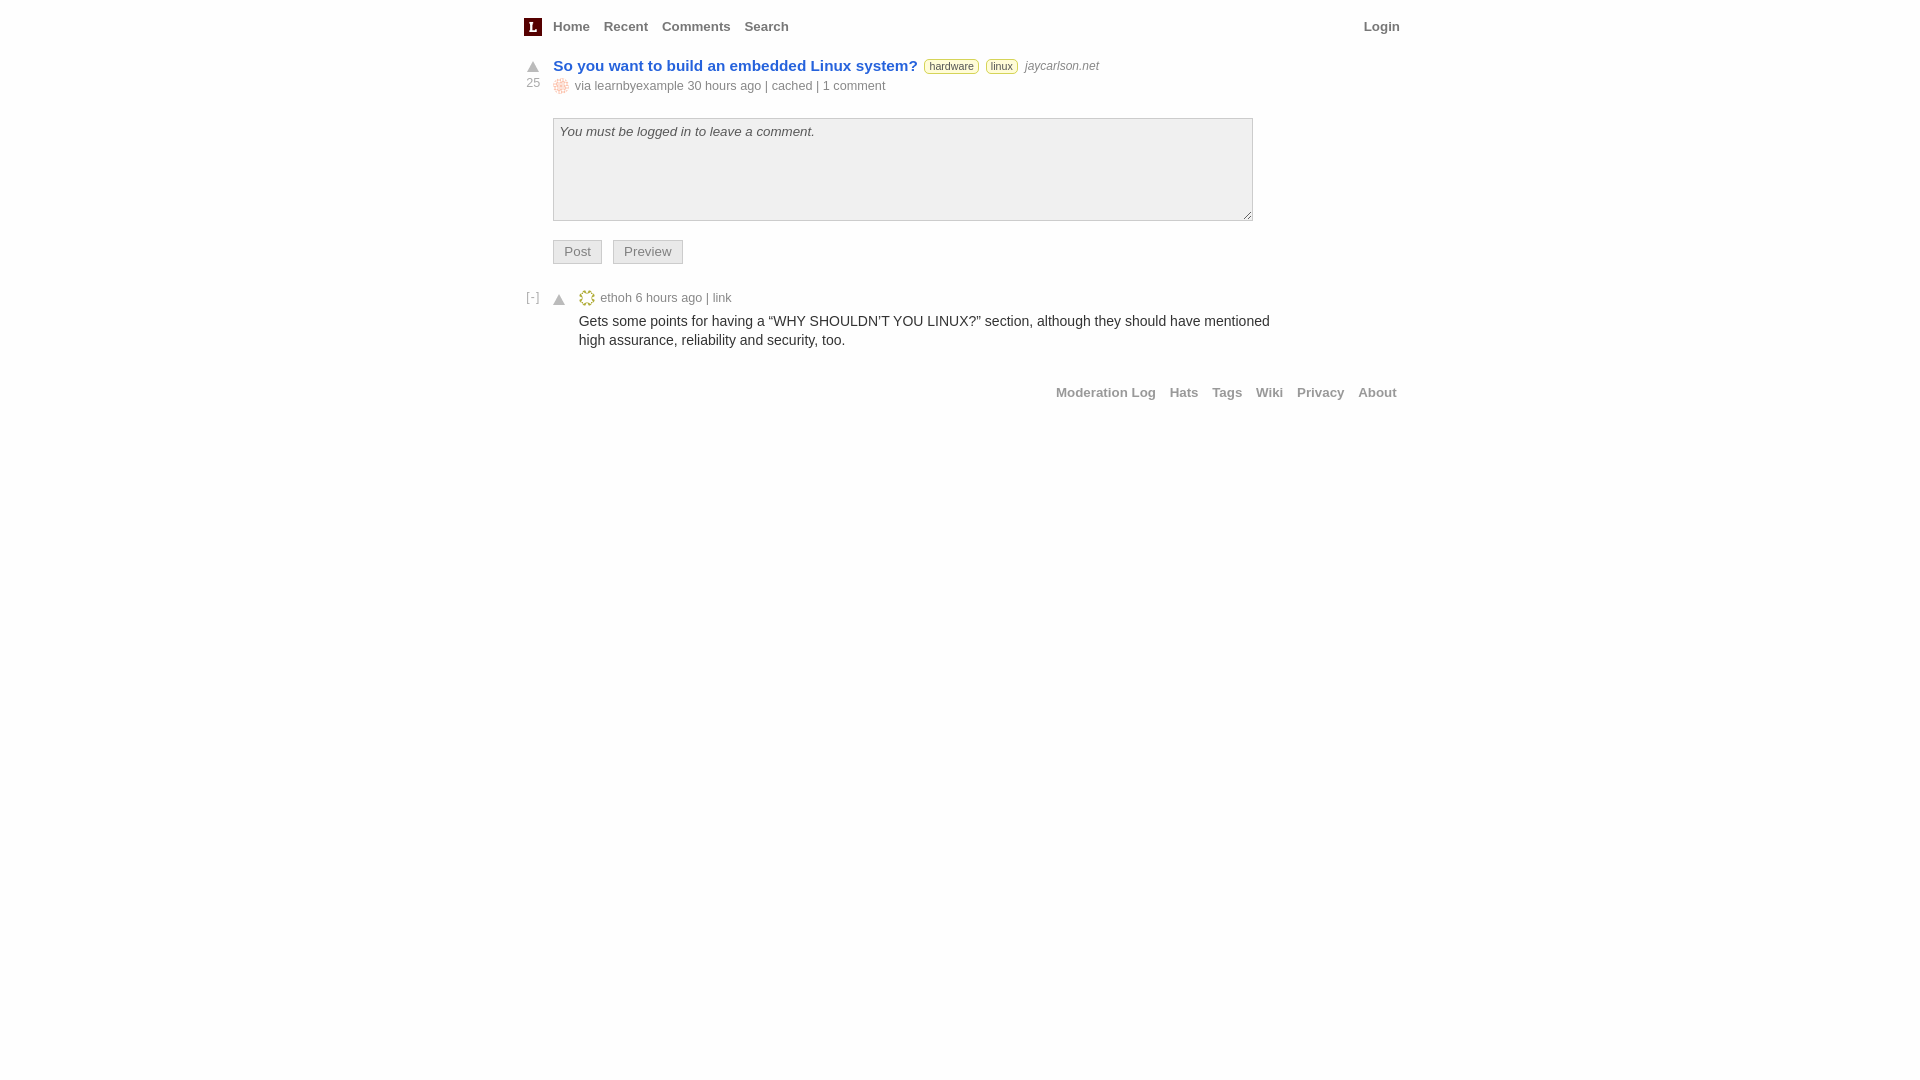 L Home Recent Comments Search Login
So you want to build an embedded Linux system? hardware linux jaycarlson.net
25 via learnbyexample 30 hours ago | cached | 1 comment
You must be logged in to leave a comment.
Post Preview
[-] ethoh 6 hours ago | link
Gets some points for having a “WHY SHOULDN’T YOU LINUX?” section, although they should have mentioned
high assurance, reliability and security, too.
Moderation Log Hats Tags Wiki Privacy About